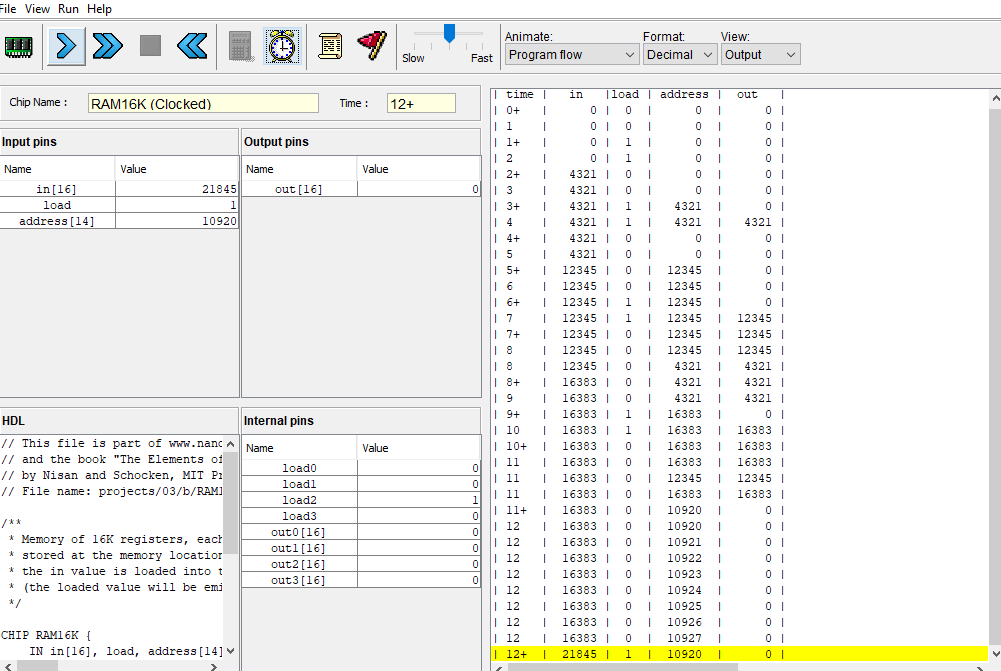 File View Run Help
Slow Fast
Animate: Format: View:
Program flow Decimal Output
Chip Name : RAM16K (Clocked) Time : 12+
Input pins
Name Value
in[16] 21845
load 1
address[14] 10920
Output pins
Name Value
out[16] 0
HDL
// This file is part of www.nanc
// and the book "The Elements of
// by Nisan and Schocken, MIT Pr
// File name: projects/03/b/RAM1
/**
* Memory of 16K registers, each
* stored at the memory location
* the in value is loaded into t
* (the loaded value will be emi
*/
CHIP RAM16K {
IN in[16], load, address[14]
Internal pins
Name Value
load0 0
load1 0
load2 1
load3 0
out0[16] 0
out1[16] 0
out2[16] 0
out3[16] 0
| time | in |load | address | out |
| 0+ | 0 | 0 | 0 | 0 |
| 1 | 0 | 0 | 0 | 0 |
| 1+ | 0 | 1 | 0 | 0 |
| 2 | 0 | 1 | 0 | 0 |
| 2+ | 4321 | 0 | 0 | 0 |
| 3 | 4321 | 0 | 0 | 0 |
| 3+ | 4321 | 1 | 4321 | 0 |
| 4 | 4321 | 1 | 4321 | 4321 |
| 4+ | 4321 | 0 | 0 | 0 |
| 5 | 4321 | 0 | 0 | 0 |
| 5+ | 12345 | 0 | 12345 | 0 |
| 6 | 12345 | 0 | 12345 | 0 |
| 6+ | 12345 | 1 | 12345 | 0 |
| 7 | 12345 | 1 | 12345 | 12345 |
| 7+ | 12345 | 0 | 12345 | 12345 |
| 8 | 12345 | 0 | 12345 | 12345 |
| 8 | 12345 | 0 | 4321 | 4321 |
| 8+ | 16383 | 0 | 4321 | 4321 |
| 9 | 16383 | 0 | 4321 | 4321 |
| 9+ | 16383 | 1 | 16383 | 0 |
| 10 | 16383 | 1 | 16383 | 16383 |
| 10+ | 16383 | 0 | 16383 | 16383 |
| 11 | 16383 | 0 | 16383 | 16383 |
| 11 | 16383 | 0 | 12345 | 12345 |
| 11 | 16383 | 0 | 16383 | 16383 |
| 11+ | 16383 | 0 | 10920 | 0 |
| 12 | 16383 | 0 | 10920 | 0 |
| 12 | 16383 | 0 | 10921 | 0 |
| 12 | 16383 | 0 | 10922 | 0 |
| 12 | 16383 | 0 | 10923 | 0 |
| 12 | 16383 | 0 | 10924 | 0 |
| 12 | 16383 | 0 | 10925 | 0 |
| 12 | 16383 | 0 | 10926 | 0 |
| 12 | 16383 | 0 | 10927 | 0 |
| 12+ | 21845 | 1 | 10920 | 0 |